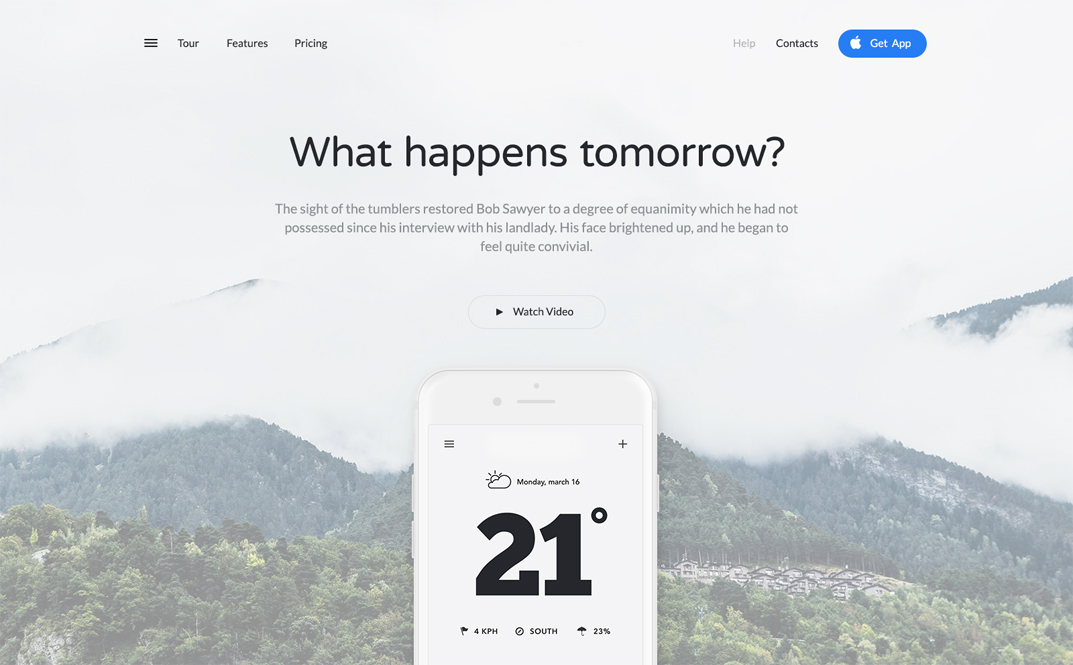 Tour Features Pricing Help Contacts Get App
What happens tomorrow?
The sight of the tumblers restored Bob Sawyer to a degree of equanimity which he had not
possessed since his interview with his landlady. His face brightened up, and he began to
feel quite convivial.
Watch Video
Monday, march 16
21°
4 KPH SOUTH 23%